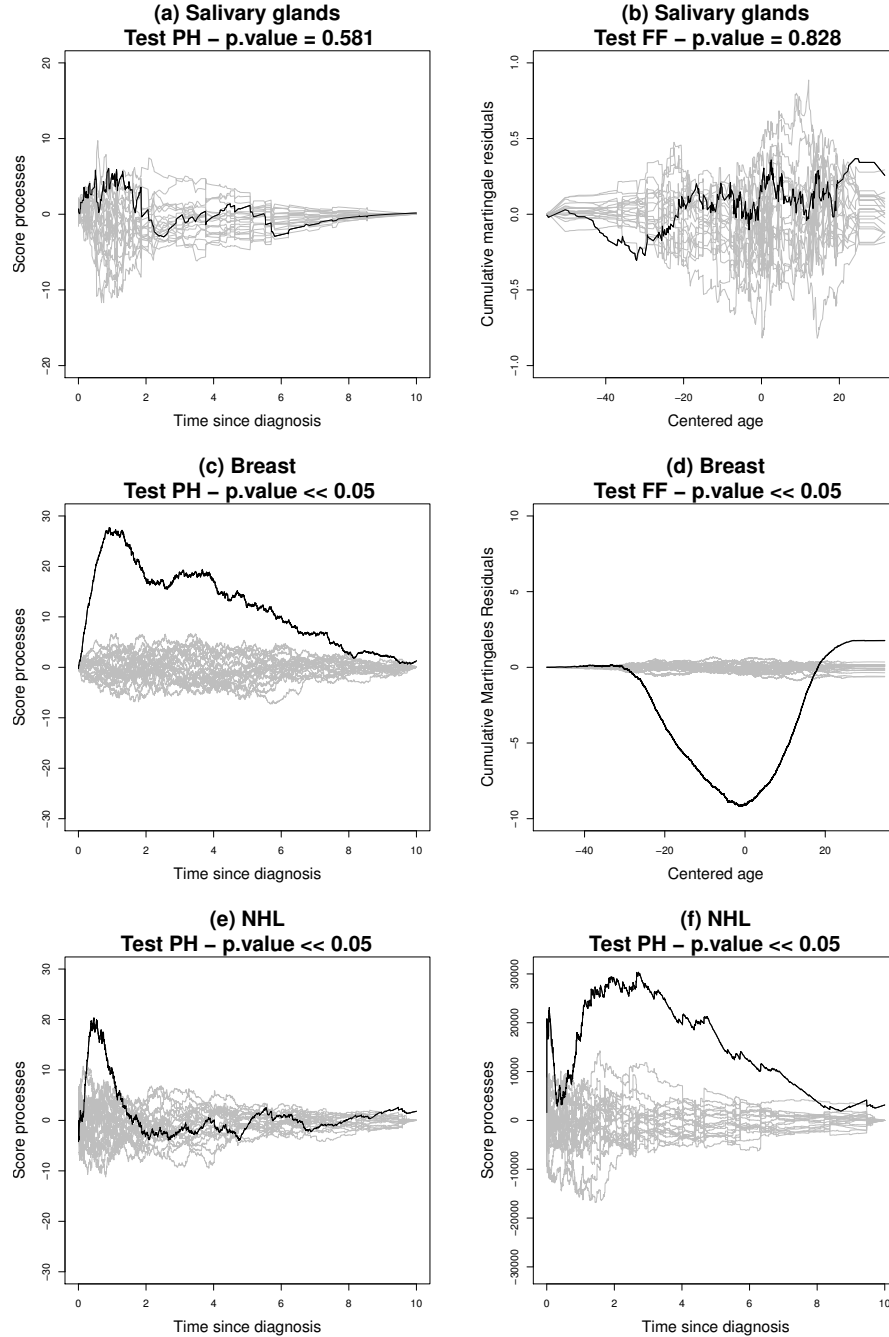 (a) Salivary glands
Test PH − p.value = 0.581
Score processes
20
10
0
−10
−20
0 2 4 6 8 10
Time since diagnosis
(b) Salivary glands
Test FF − p.value = 0.828
Cumulative martingale residuals
1.0
0.5
0.0
−0.5
−1.0
−40 −20 0 20
Centered age
(c) Breast
Test PH − p.value << 0.05
Score processes
30
20
10
0
−10
−20
−30
0 2 4 6 8 10
Time since diagnosis
(d) Breast
Test FF − p.value << 0.05
Cumulative Martingales Residuals
10
5
0
−5
−10
−40 −20 0 20
Centered age
(e) NHL
Test PH − p.value << 0.05
Score processes
30
20
10
0
−10
−20
−30
0 2 4 6 8 10
Time since diagnosis
(f) NHL
Test PH − p.value << 0.05
Score processes
30000
20000
10000
0
−10000
−20000
−30000
0 2 4 6 8 10
Time since diagnosis